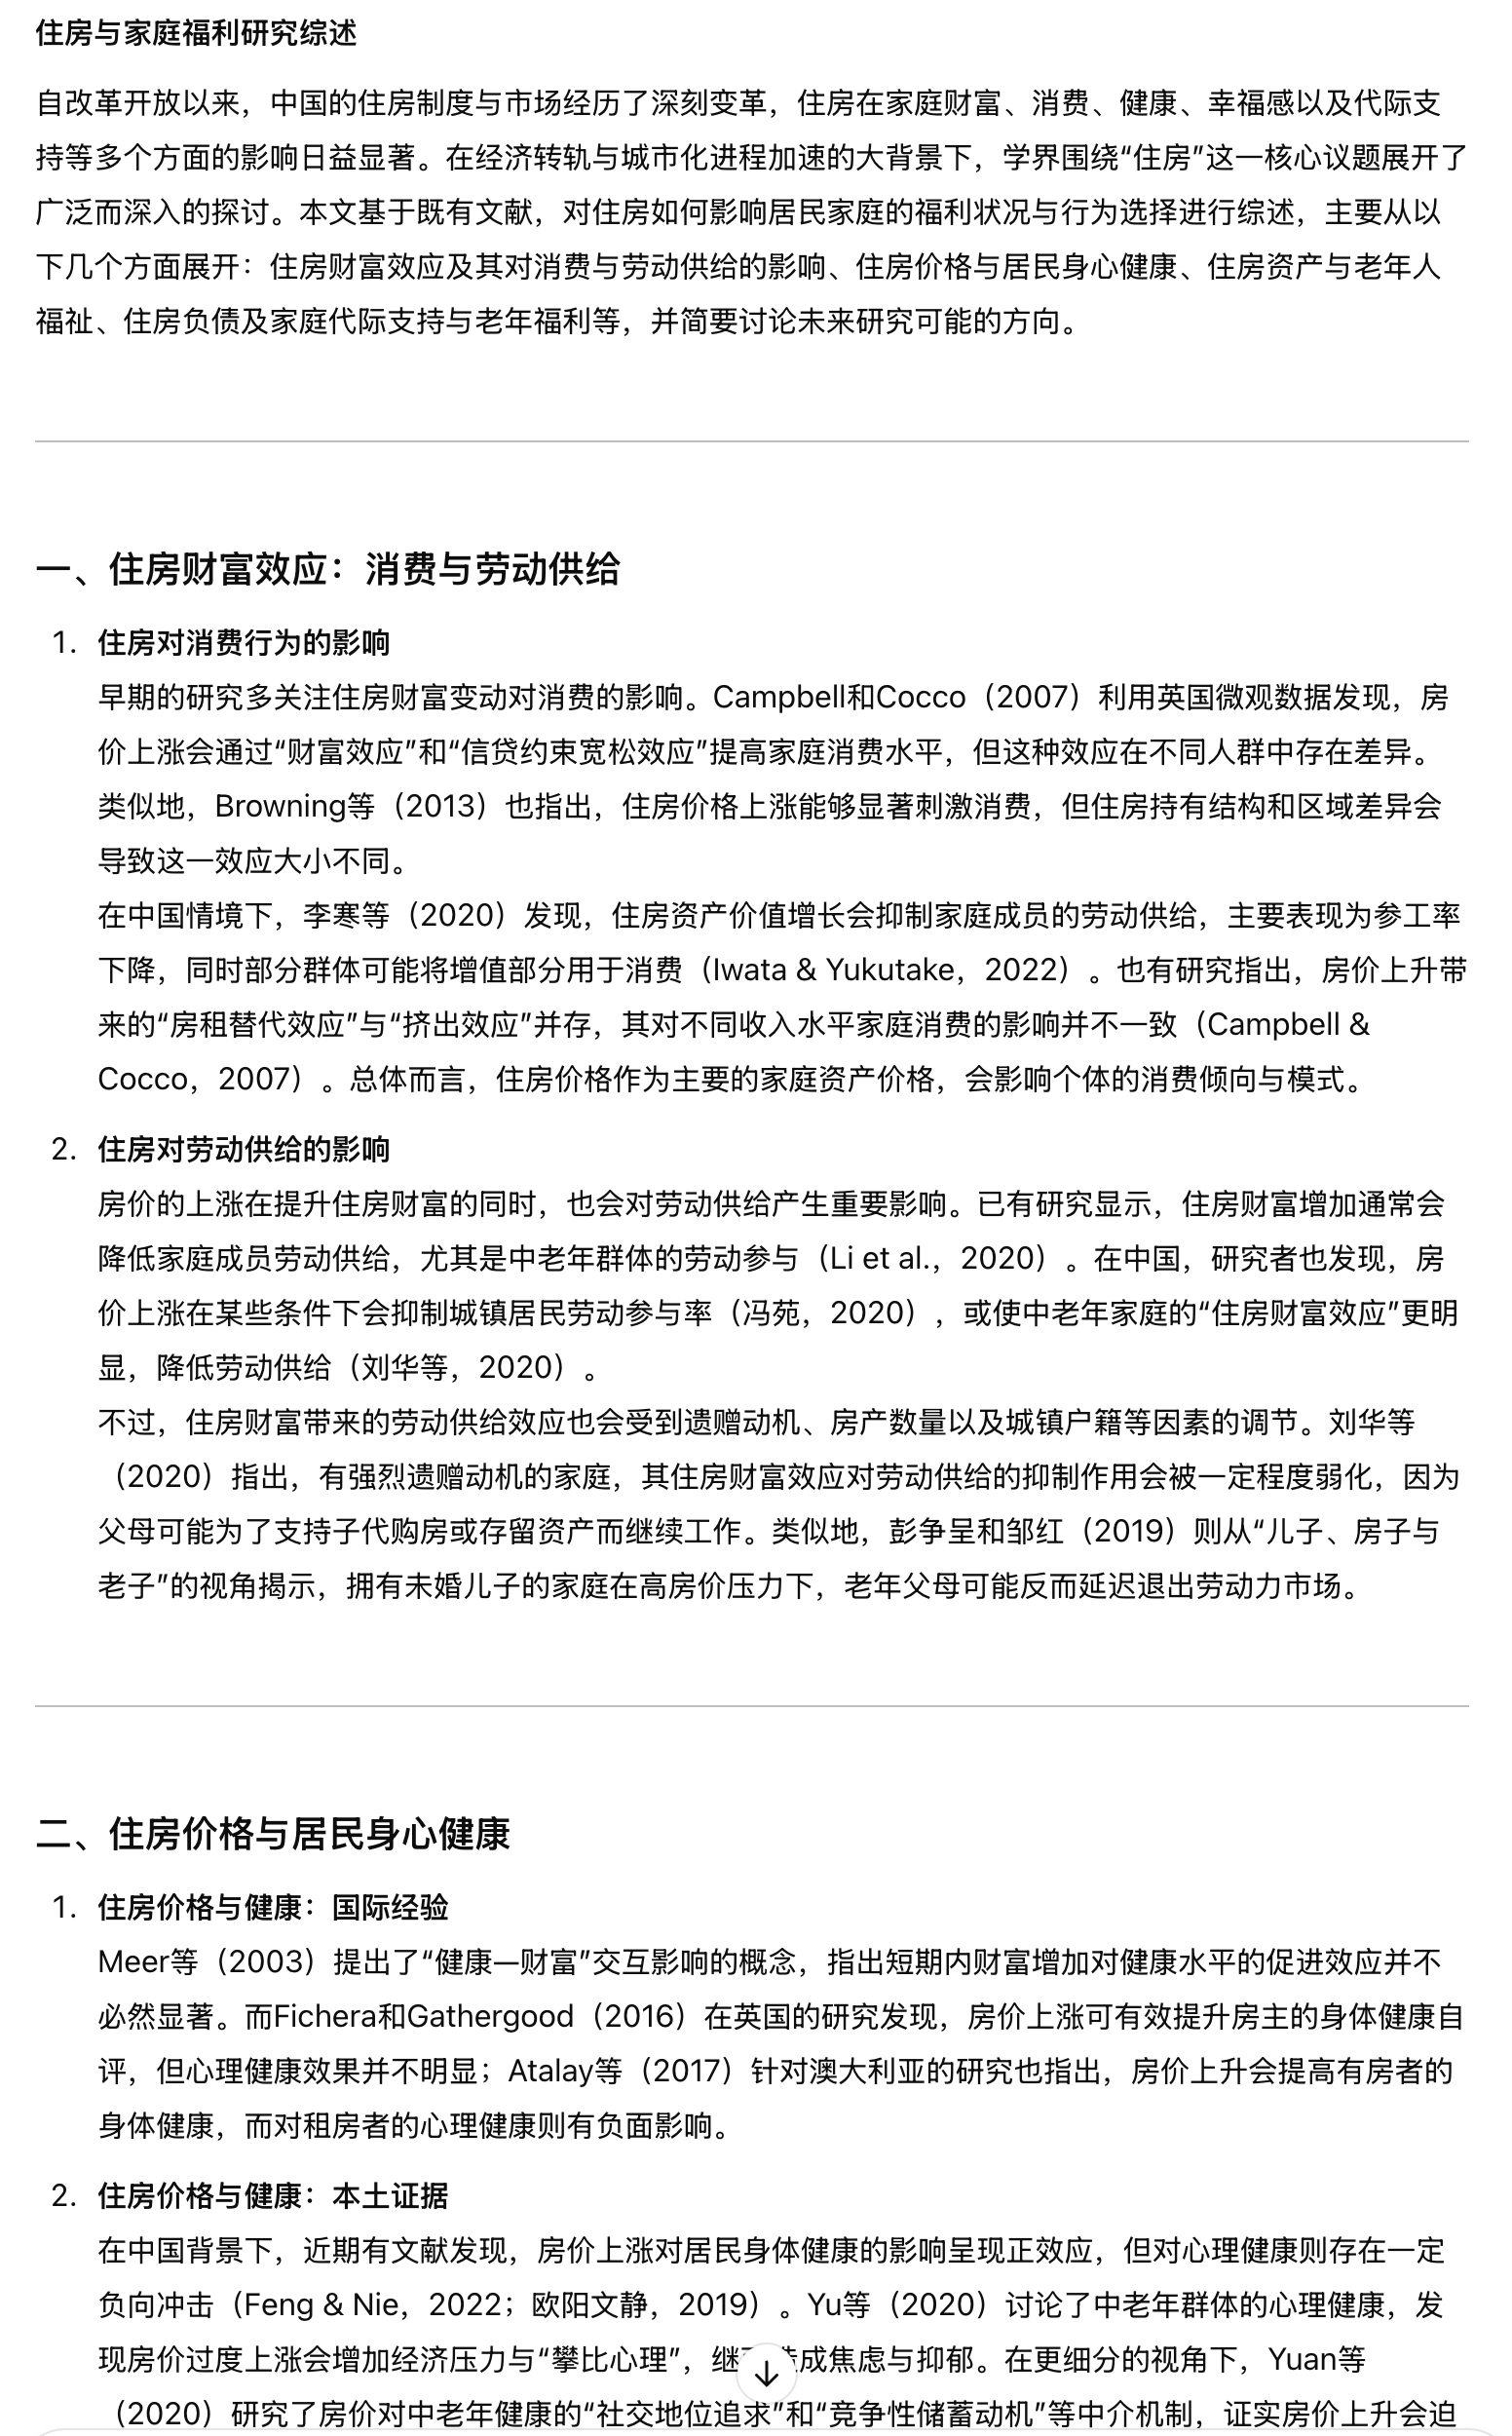 住房与家庭福利研究综述
自改革开放以来，中国的住房制度与市场经历了深刻变革，住房在家庭财富、消费、健康、幸福感以及代际支
持等多个方面的影响日益显著。在经济转轨与城市化进程加速的大背景下，学界围绕“住房”这一核心议题展开了
广泛而深入的探讨。本文基于既有文献，对住房如何影响居民家庭的福利状况与行为选择进行综述，主要从以
下几个方面展开：住房财富效应及其对消费与劳动供给的影响、住房价格与居民身心健康、住房资产与老年人
福祉、住房负债及家庭代际支持与老年福利等，并简要讨论未来研究可能的方向。
一、住房财富效应：消费与劳动供给
1. 住房对消费行为的影响
早期的研究多关注住房财富变动对消费的影响。Campbell和Cocco（2007）利用英国微观数据发现，房
价上涨会通过“财富效应”和“信贷约束宽松效应”提高家庭消费水平，但这种效应在不同人群中存在差异。
类似地，Browning等（2013）也指出，住房价格上涨能够显著刺激消费，但住房持有结构和区域差异会
导致这一效应大小不同。
在中国情境下，李寒等（2020）发现，住房资产价值增长会抑制家庭成员的劳动供给，主要表现为参工率
下降，同时部分群体可能将增值部分用于消费（Iwata & Yukutake，2022）。也有研究指出，房价上升带
来的“房租替代效应”与“挤出效应”并存，其对不同收入水平家庭消费的影响并不一致（Campbell &
Cocco，2007）。总体而言，住房价格作为主要的家庭资产价格，会影响个体的消费倾向与模式。
2. 住房对劳动供给的影响
房价的上涨在提升住房财富的同时，也会对劳动供给产生重要影响。已有研究显示，住房财富增加通常会
降低家庭成员劳动供给，尤其是中老年群体的劳动参与（Li et al.，2020）。在中国，研究者也发现，房
价上涨在某些条件下会抑制城镇居民劳动参与率（冯苑，2020），或使中老年家庭的“住房财富效应”更明
显，降低劳动供给（刘华等，2020）。
不过，住房财富带来的劳动供给效应也会受到遗赠动机、房产数量以及城镇户籍等因素的调节。刘华等
（2020）指出，有强烈遗赠动机的家庭，其住房财富效应对劳动供给的抑制作用会被一定程度弱化，因为
父母可能为了支持子代购房或存留资产而继续工作。类似地，彭争呈和邹红（2019）则从“儿子、房子与
老子”的视角揭示，拥有未婚儿子的家庭在高房价压力下，老年父母可能反而延迟退出劳动力市场。
二、住房价格与居民身心健康
1. 住房价格与健康：国际经验
Meer等（2003）提出了“健康—财富”交互影响的概念，指出短期内财富增加对健康水平的促进效应并不
必然显著。而Fichera和Gathergood（2016）在英国的研究发现，房价上涨可有效提升房主的身体健康自
评，但心理健康效果并不明显；Atalay等（2017）针对澳大利亚的研究也指出，房价上升会提高有房者的
身体健康，而对租房者的心理健康则有负面影响。
2. 住房价格与健康：本土证据
在中国背景下，近期有文献发现，房价上涨对居民身体健康的影响呈现正效应，但对心理健康则存在一定
负向冲击（Feng & Nie，2022；欧阳文静，2019）。Yu等（2020）讨论了中老年群体的心理健康，发
现房价过度上涨会增加经济压力与“攀比心理”，继成焦虑与抑郁。在更细分的视角下，Yuan等
（2020）研究了房价对中老年健康的“社交地位追求”和“竞争性储蓄动机”等中介机制，证实房价上升会迫